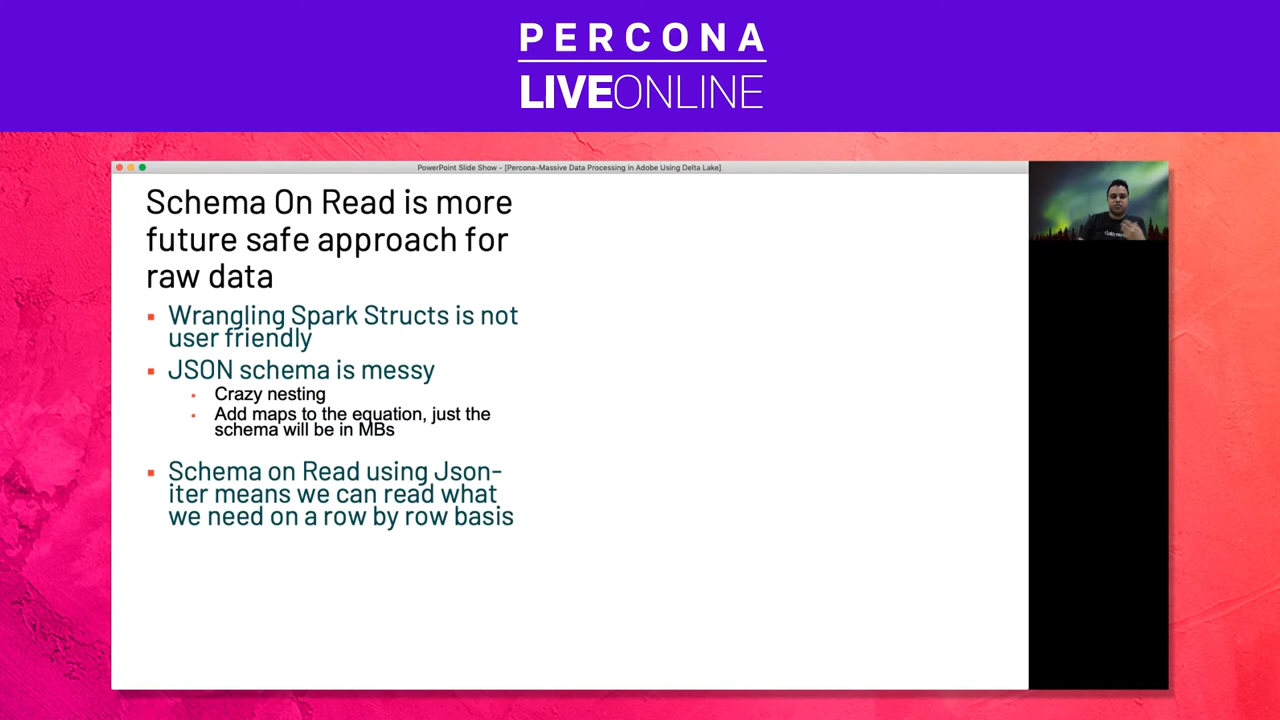 PERCONA
LIVEONLINE
PowerPoint Slide Show - [Percona-Massive Data Processing in Adobe Using Delta Lake]
Schema On Read is more
future safe approach for
raw data
Wrangling Spark Structs is not
user friendly
JSON schema is messy
Crazy nesting
Add maps to the equation, just the
schema will be in MBs
Schema on Read using Json-
iter means we can read what
we need on a row by row basis